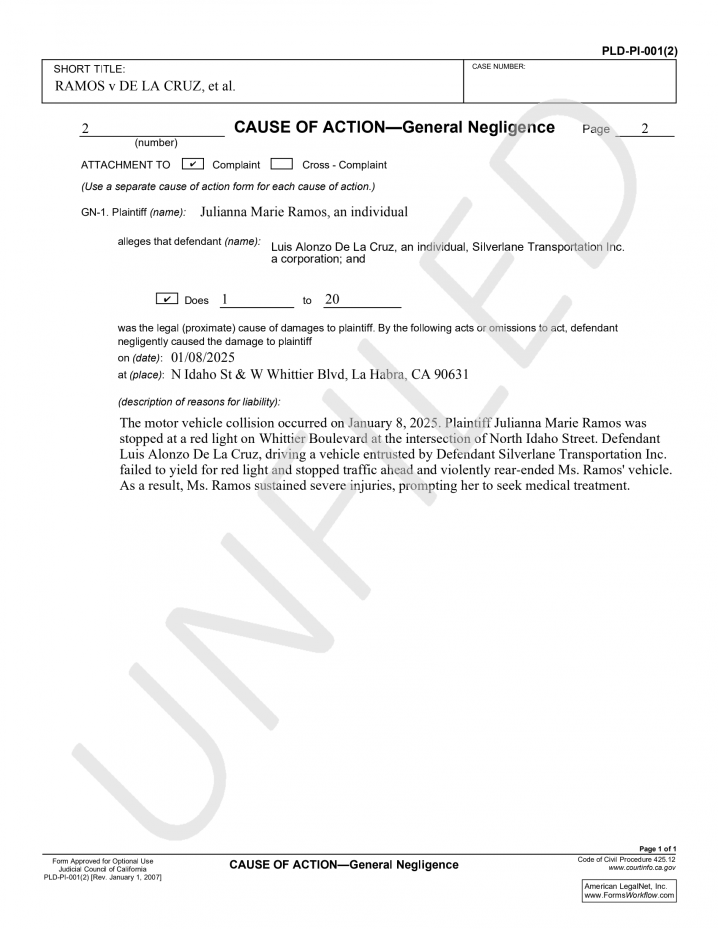 PLD-PI-001(2)
SHORT TITLE:
RAMOS v DE LA CRUZ, et al.
CASE NUMBER:
2 CAUSE OF ACTION—General Negligence Page 2
(number)
ATTACHMENT TO ✔ Complaint Cross - Complaint
(Use a separate cause of action form for each cause of action.)
GN-1. Plaintiff (name): Julianna Marie Ramos, an individual
alleges that defendant (name): Luis Alonzo De La Cruz, an individual, Silverlane Transportation Inc.
a corporation; and
✔ Does 1 to 20
was the legal (proximate) cause of damages to plaintiff. By the following acts or omissions to act, defendant
negligently caused the damage to plaintiff
on (date): 01/08/2025
at (place): N Idaho St & W Whittier Blvd, La Habra, CA 90631
(description of reasons for liability):
The motor vehicle collision occurred on January 8, 2025. Plaintiff Julianna Marie Ramos was
stopped at a red light on Whittier Boulevard at the intersection of North Idaho Street. Defendant
Luis Alonzo De La Cruz, driving a vehicle entrusted by Defendant Silverlane Transportation Inc.
failed to yield for red light and stopped traffic ahead and violently rear-ended Ms. Ramos' vehicle.
As a result, Ms. Ramos sustained severe injuries, prompting her to seek medical treatment.
UNFILED
Page 1 of 1
Form Approved for Optional Use
Judicial Council of California
PLD-PI-001(2) [Rev. January 1, 2007]
CAUSE OF ACTION—General Negligence
Code of Civil Procedure 425.12
www.courtinfo.ca.gov
American LegalNet, Inc.
www.FormsWorkflow.com